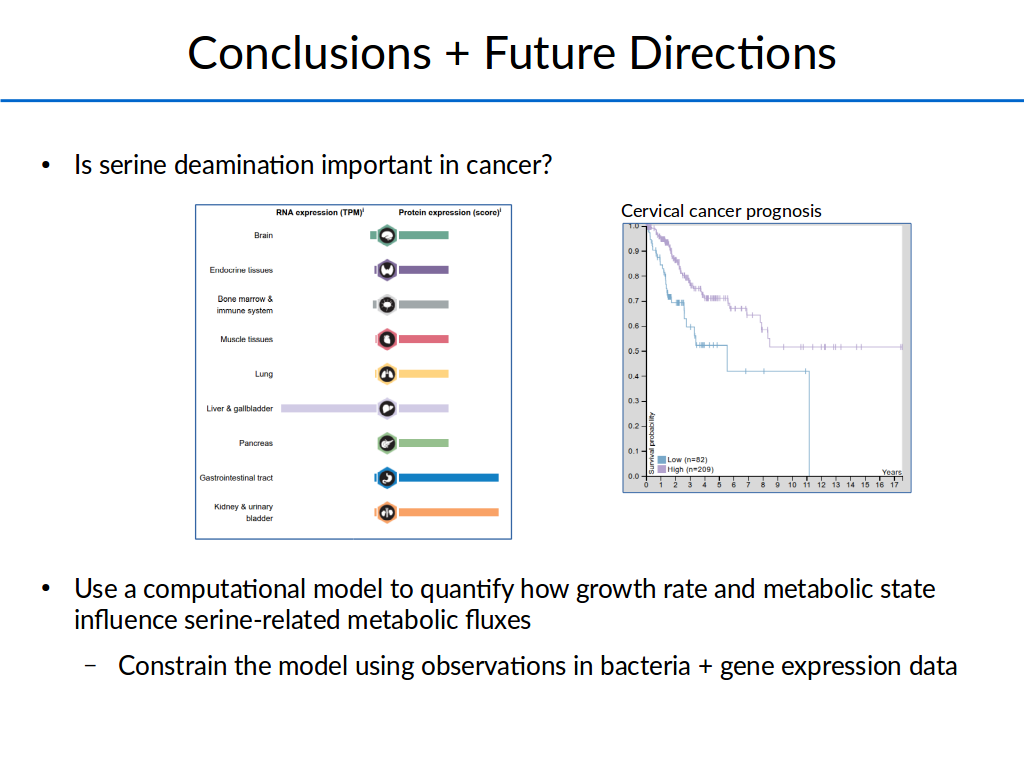 Conclusions + Future Directions
• Is serine deamination important in cancer?
RNA expression (TPM)i
Protein expression (score)i
Brain
Endocrine tissues
Bone marrow &
immune system
Muscle tissues
Lung
Liver & gallbladder
Pancreas
Gastrointestinal tract
Kidney & urinary
bladder
Cervical cancer prognosis
1.0
0.9
0.8
0.7
0.6
0.5
0.4
0.3
0.2
0.1
0.0
Survival probability
Low (n=82)
High (n=209)
Years
0 1 2 3 4 5 6 7 8 9 10 11 12 13 14 15 16 17
• Use a computational model to quantify how growth rate and metabolic state
influence serine-related metabolic fluxes
– Constrain the model using observations in bacteria + gene expression data